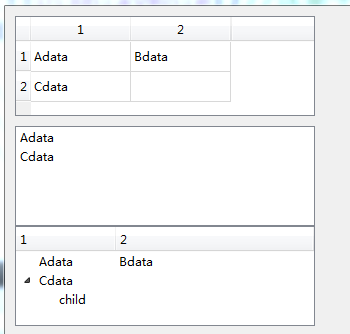 1 2
1 Adata Bdata
2 Cdata
Adata
Cdata
1 2
Adata Bdata
Cdata
child